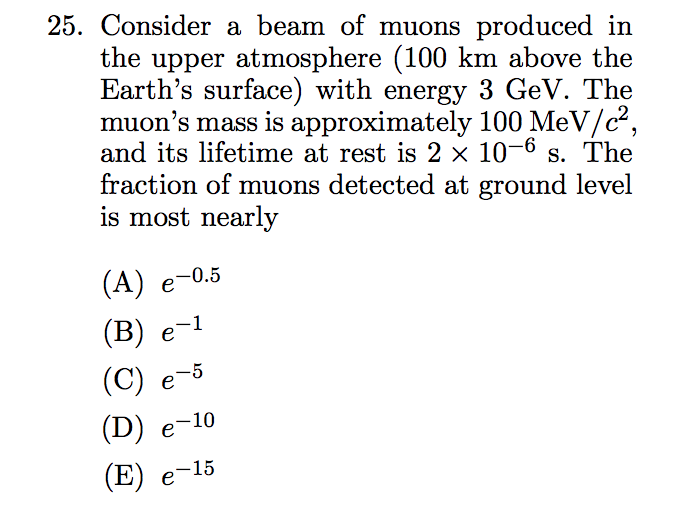 25. Consider a beam of muons produced in
the upper atmosphere (100 km above the
Earth's surface) with energy 3 GeV. The
muon's mass is approximately 100 MeV/c²,
and its lifetime at rest is 2 × 10⁻⁶ s. The
fraction of muons detected at ground level
is most nearly
(A) e⁻⁰·⁵
(B) e⁻¹
(C) e⁻⁵
(D) e⁻¹⁰
(E) e⁻¹⁵